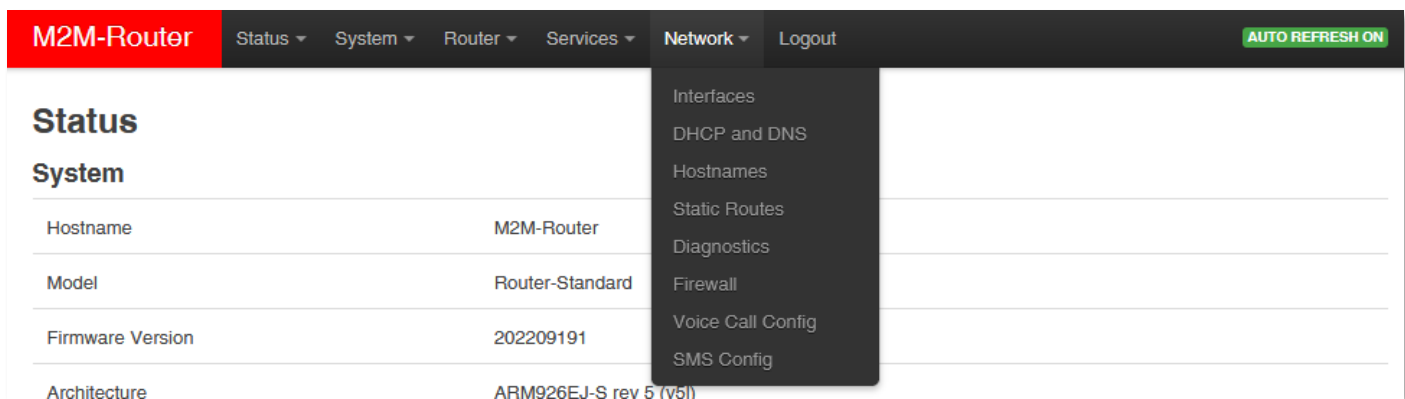 M2M-Router Status System Router Services Network Logout AUTO REFRESH ON
Interfaces
DHCP and DNS
Hostnames
Static Routes
Diagnostics
Firewall
Voice Call Config
SMS Config
Status
System
Hostname M2M-Router
Model Router-Standard
Firmware Version 202209191
Architecture ARM926EJ-S rev 5 (v5l)